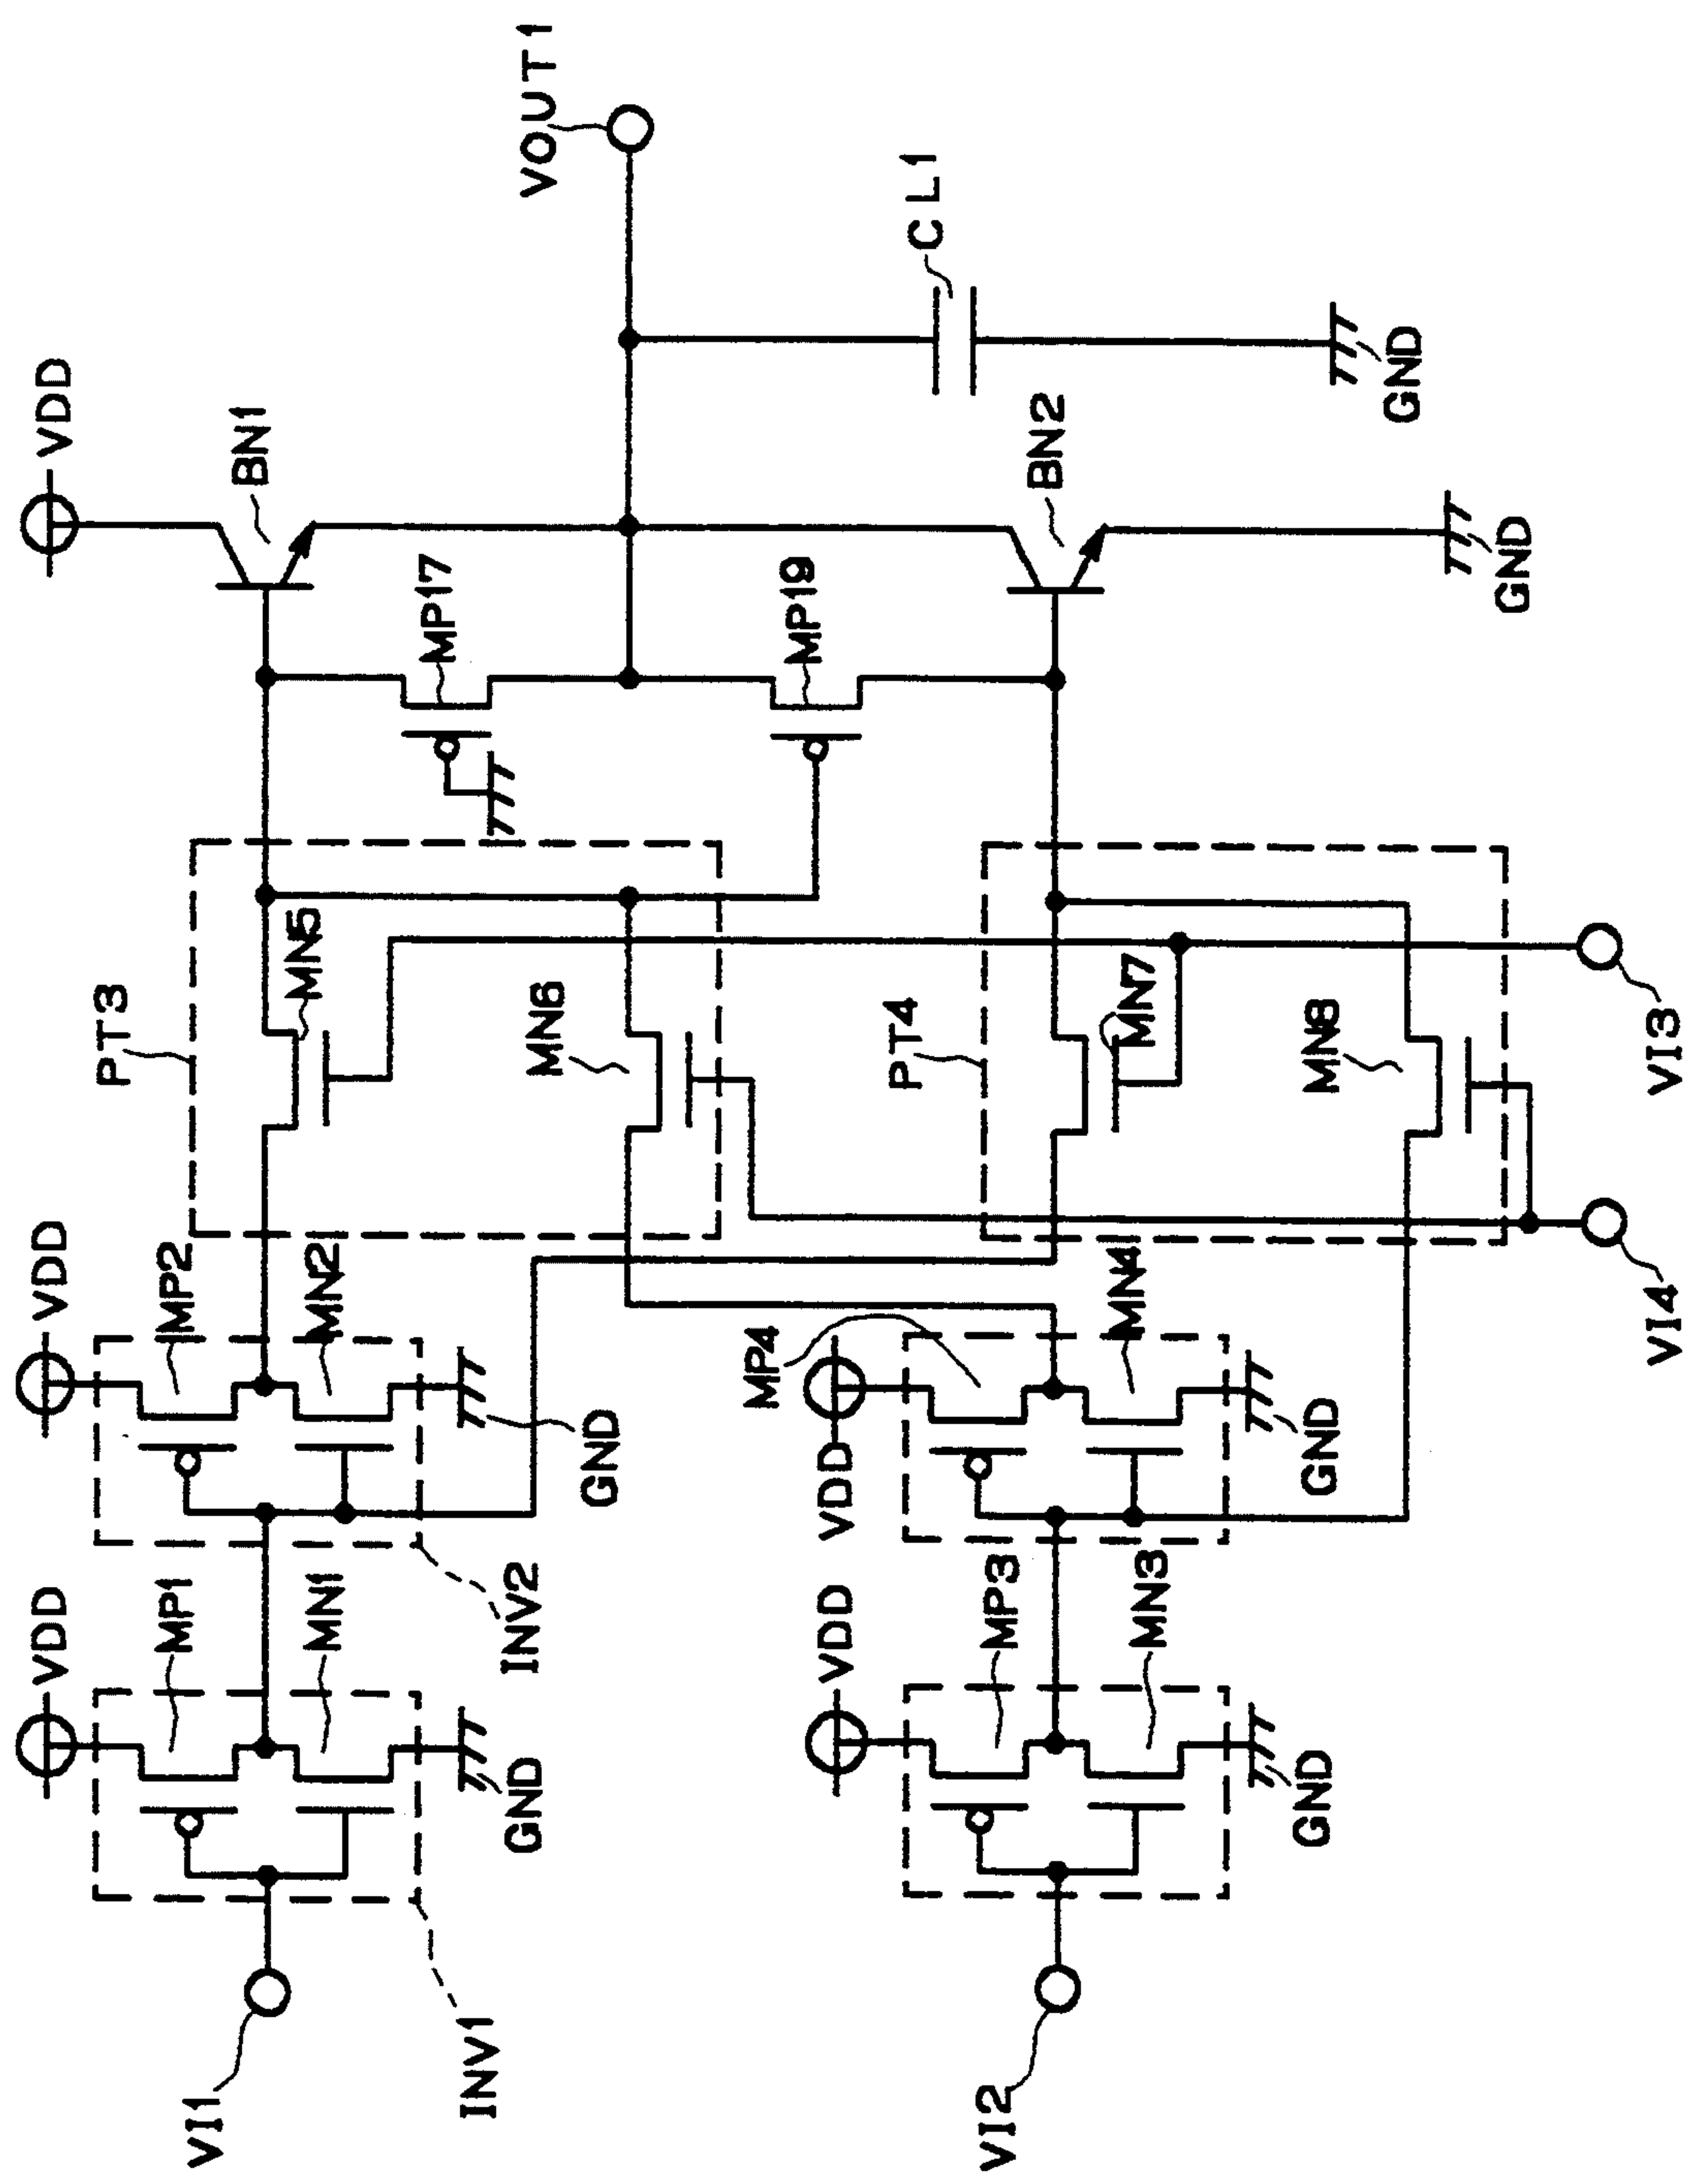 VOUT1
CL1
GND
VDD
BN1
BN2
GND
MP17
MP19
PT3
MN5
MN6
PT4
MN7
MN8
VI3
VI4
VDD
MP2
MN2
GND
INV2
VDD
MP4
MN4
GND
VDD
MP1
MN1
GND
INV1
VDD
MP3
MN3
GND
VI1
VI2